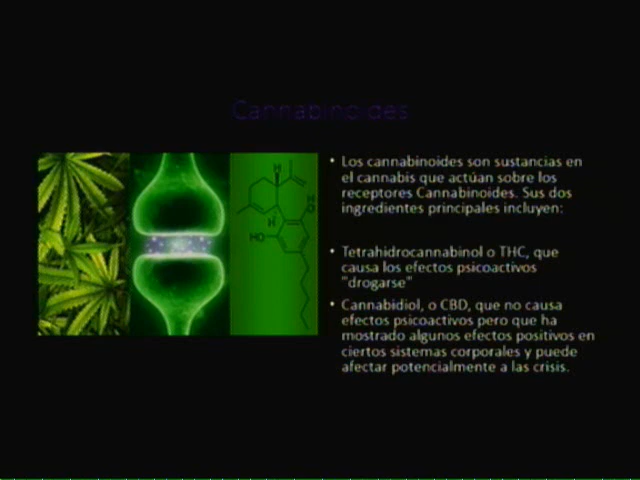 Cannabinoides
• Los cannabinoides son sustancias en
el cannabis que actúan sobre los
receptores Cannabinoides. Sus dos
ingredientes principales incluyen:
• Tetrahidrocannabinol o THC, que
causa los efectos psicoactivos
"drogarse"
• Cannabidiol, o CBD, que no causa
efectos psicoactivos pero que ha
mostrado algunos efectos positivos en
ciertos sistemas corporales y puede
afectar potencialmente a las crisis.
H
H
O
H
HO